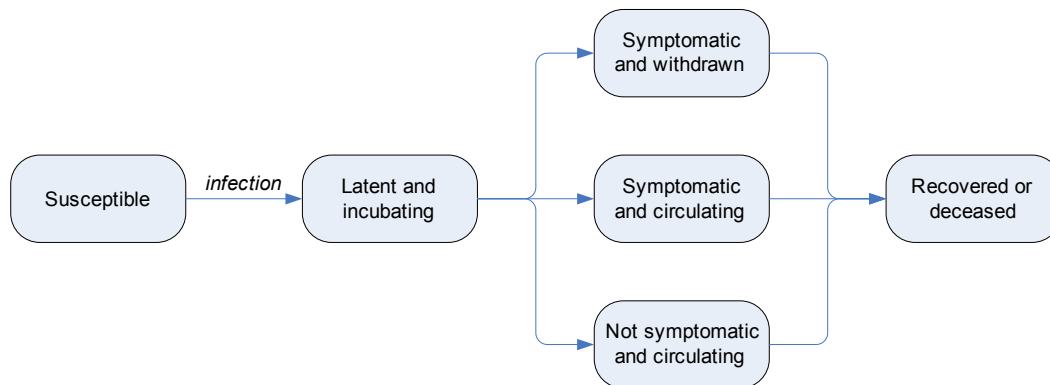 Susceptible
infection
Latent and
incubating
Symptomatic
and withdrawn
Symptomatic
and circulating
Not symptomatic
and circulating
Recovered or
deceased